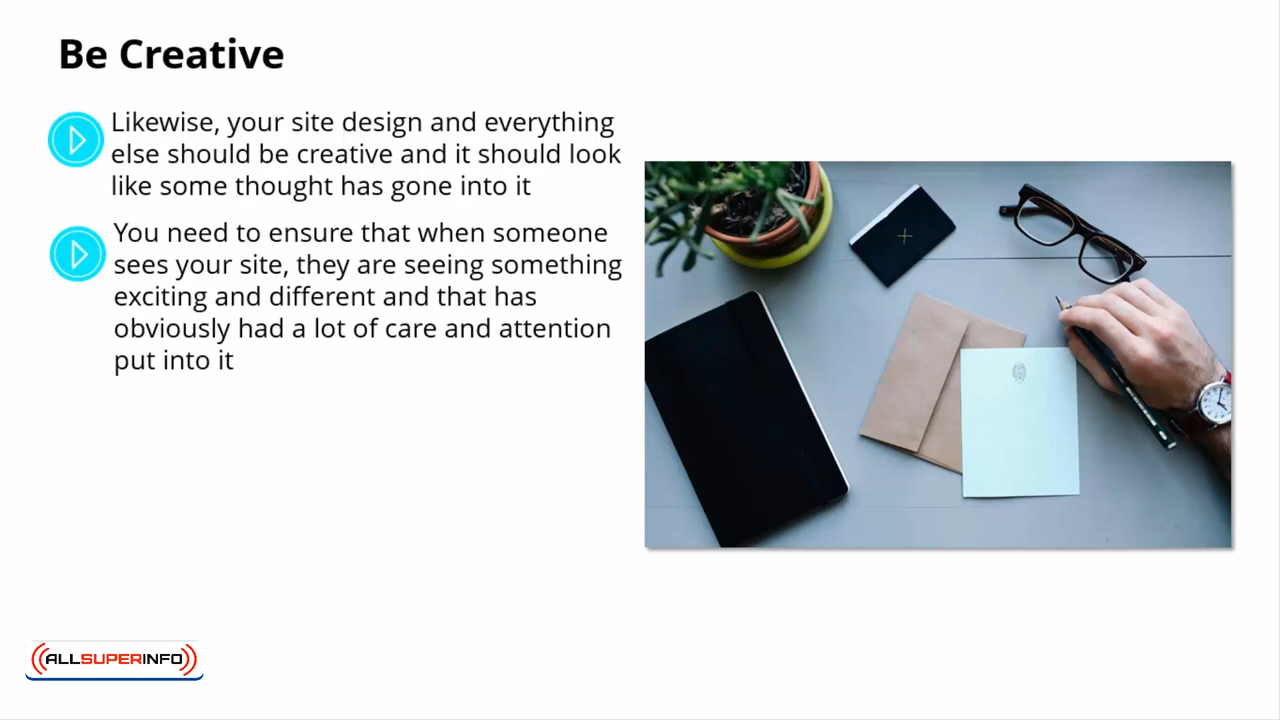 Be Creative
Likewise, your site design and everything
else should be creative and it should look
like some thought has gone into it
You need to ensure that when someone
sees your site, they are seeing something
exciting and different and that has
obviously had a lot of care and attention
put into it
ALLSUPERINFO